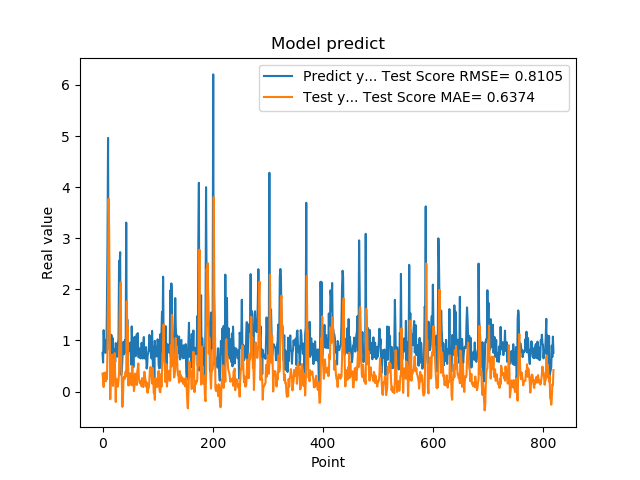 Model predict
Predict y... Test Score RMSE= 0.8105
Test y... Test Score MAE= 0.6374
Real value
6
5
4
3
2
1
0
0 200 400 600 800
Point